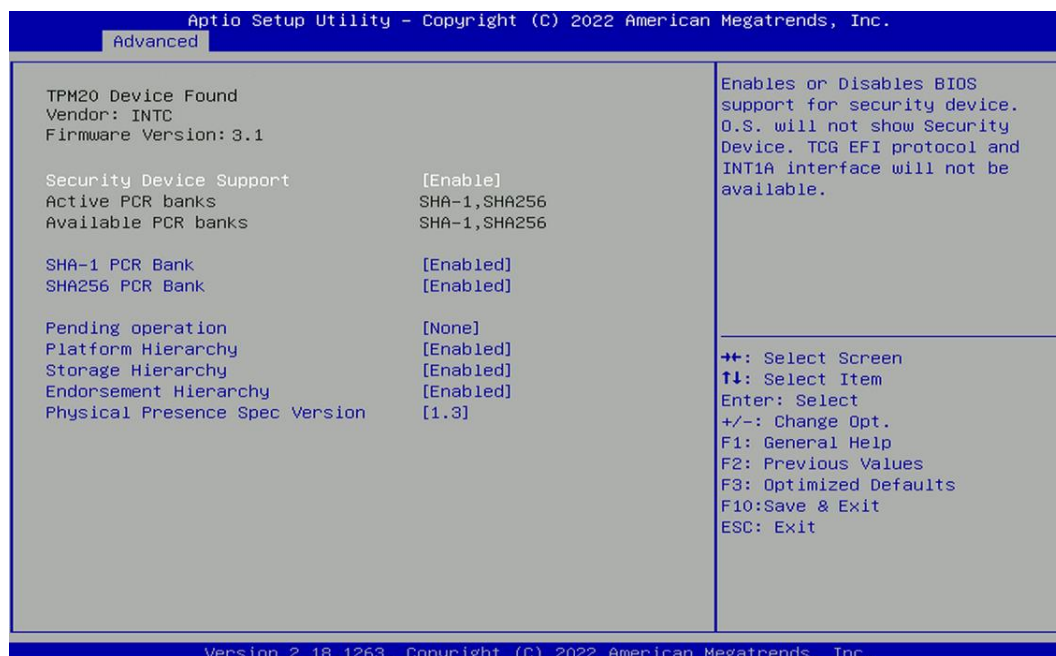 Aptio Setup Utility – Copyright (C) 2022 American Megatrends, Inc.
Advanced
TPM20 Device Found
Vendor: INTC
Firmware Version: 3.1
Security Device Support [Enable]
Active PCR banks SHA-1,SHA256
Available PCR banks SHA-1,SHA256
SHA-1 PCR Bank [Enabled]
SHA256 PCR Bank [Enabled]
Pending operation [None]
Platform Hierarchy [Enabled]
Storage Hierarchy [Enabled]
Endorsement Hierarchy [Enabled]
Physical Presence Spec Version [1.3]
Enables or Disables BIOS
support for security device.
O.S. will not show Security
Device. TCG EFI protocol and
INT1A interface will not be
available.
→←: Select Screen
↑↓: Select Item
Enter: Select
+/-: Change Opt.
F1: General Help
F2: Previous Values
F3: Optimized Defaults
F10:Save & Exit
ESC: Exit
Version 2.18.1263. Copyright (C) 2022 American Megatrends, Inc.